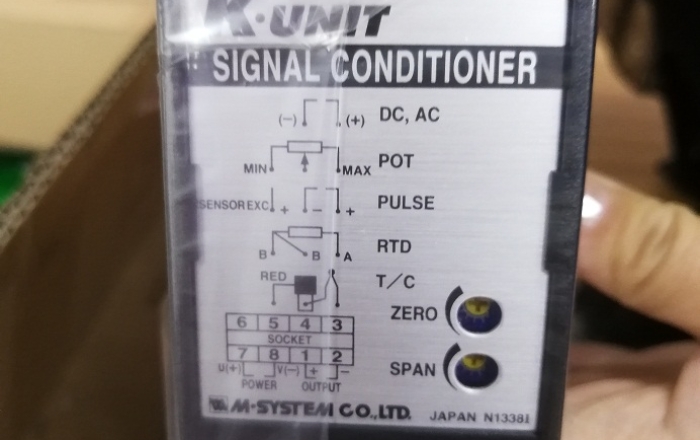 K·UNIT
SIGNAL CONDITIONER
(−) (+) DC, AC
MIN MAX POT
SENSOR EXC. + − + PULSE
B B A RTD
RED T/C
ZERO
6 5 4 3
SOCKET
7 8 1 2
U(+) V(−) + −
SPAN
POWER OUTPUT
M-SYSTEM CO.,LTD. JAPAN N1338I